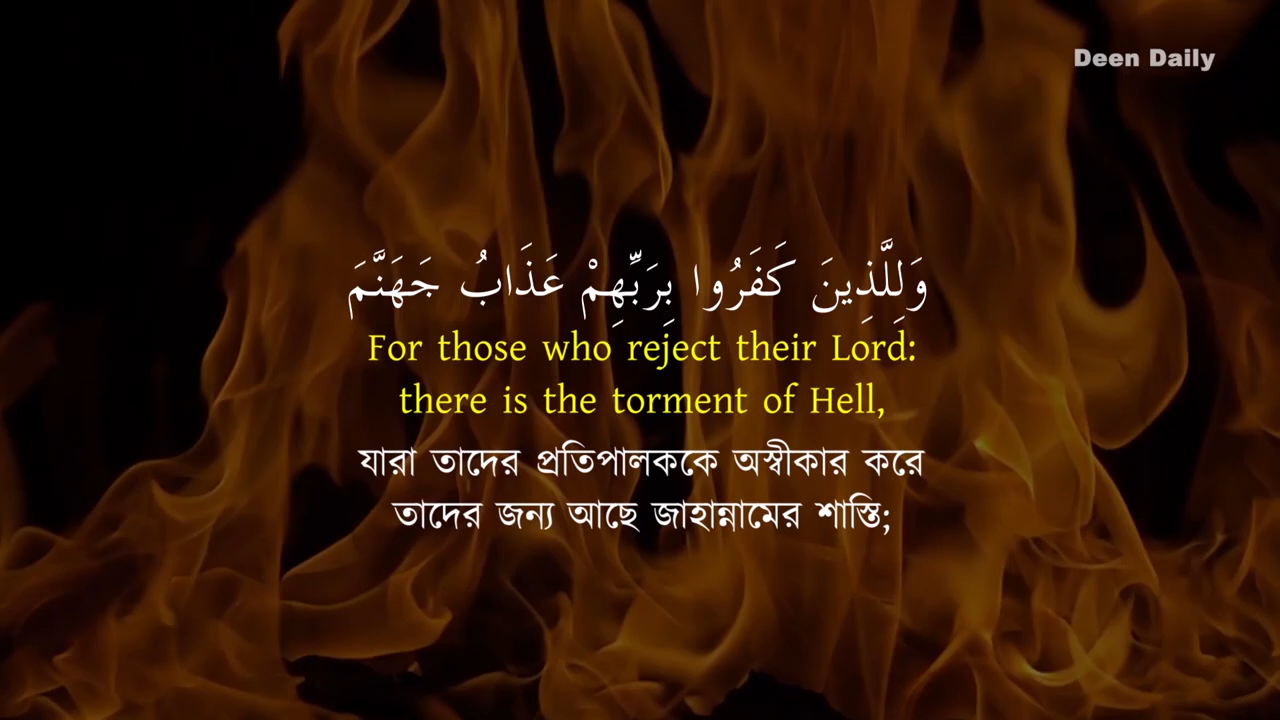 Deen Daily
وَلِلَّذِينَ كَفَرُوا بِرَبِّهِمْ عَذَابُ جَهَنَّمَ
For those who reject their Lord:
there is the torment of Hell,
যারা তাদের প্রতিপালককে অস্বীকার করে
তাদের জন্য আছে জাহান্নামের শাস্তি;